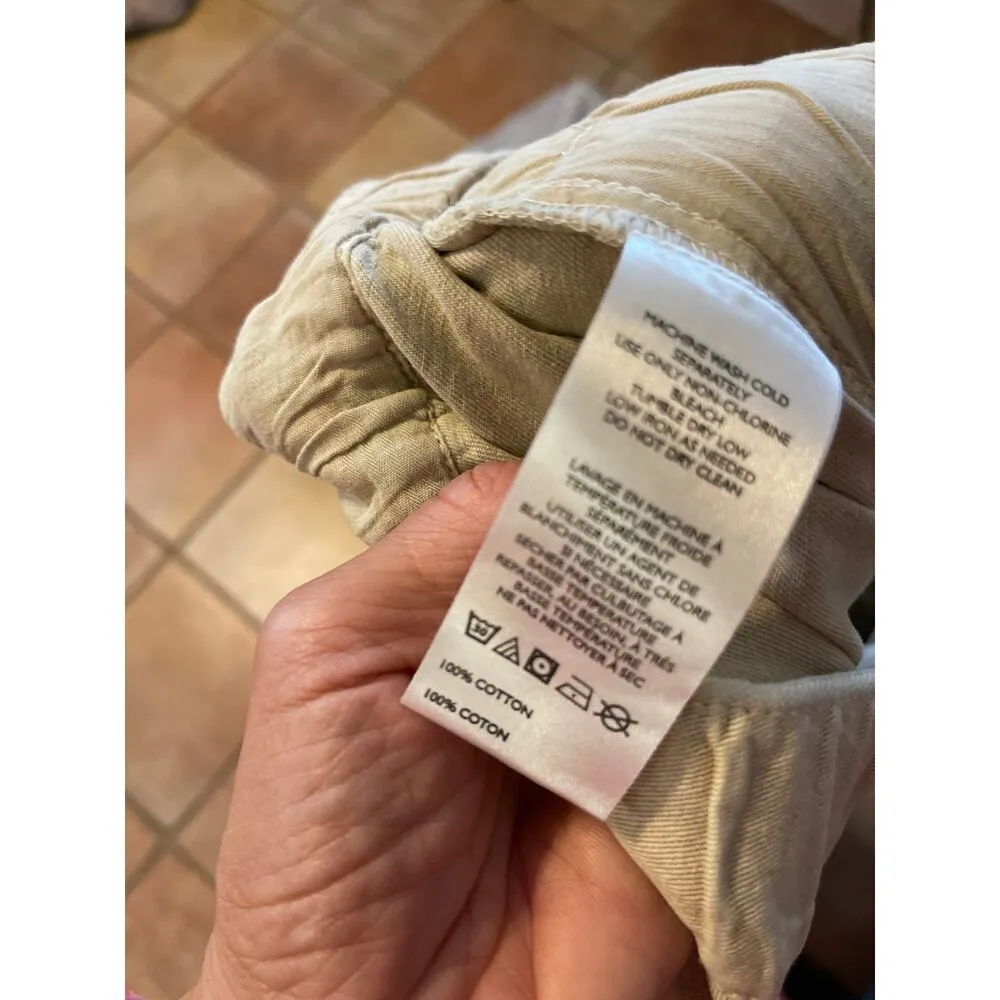 MACHINE WASH COLD
SEPARATELY
USE ONLY NON-CHLORINE
BLEACH
TUMBLE DRY LOW
LOW IRON AS NEEDED
DO NOT DRY CLEAN
LAVAGE EN MACHINE À
TEMPÉRATURE FROIDE
SÉPARÉMENT
UTILISER UN AGENT DE
BLANCHIMENT SANS CHLORE
SI NÉCESSAIRE
SÉCHER PAR CULBUTAGE À
BASSE TEMPÉRATURE
REPASSER, AU BESOIN, À TRÈS
BASSE TEMPÉRATURE
NE PAS NETTOYER À SEC
30
100% COTTON
100% COTON